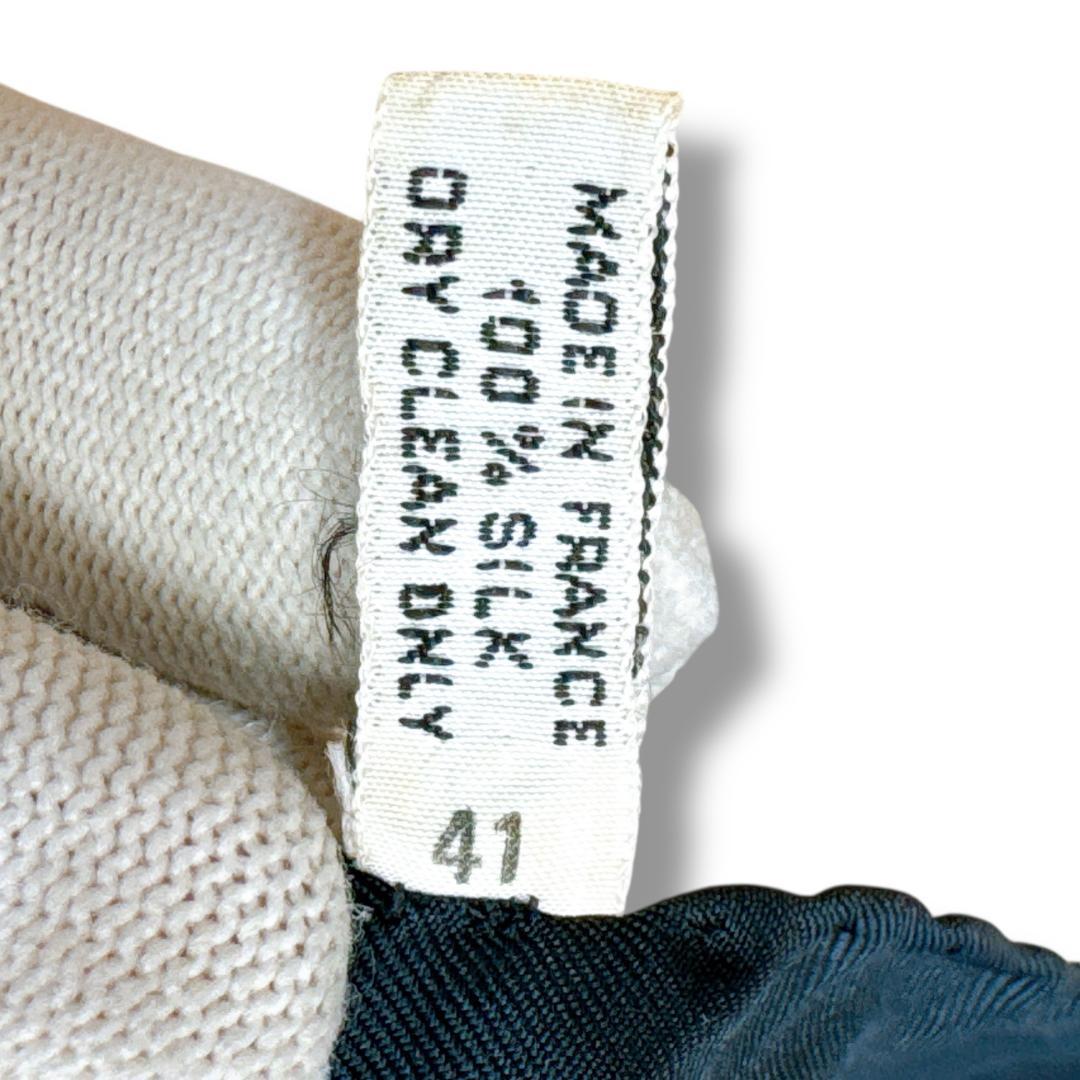 MADE IN FRANCE
100% SILK
DRY CLEAN ONLY
41